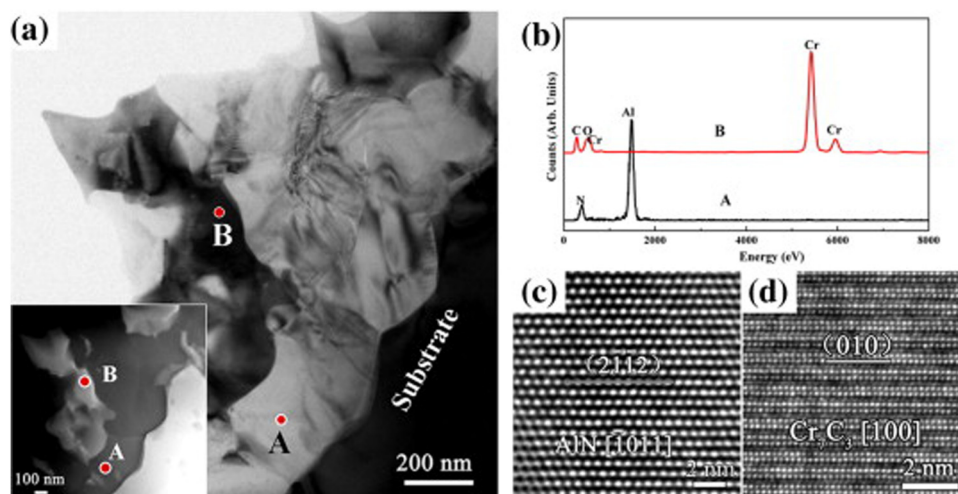 (a)
B
A
Substrate
200 nm
B
A
100 nm
(b)
Counts (Arb. Units)
C O Cr
Cr
Cr
B
Al
N
A
0 2000 4000 6000 8000
Energy (eV)
(c)
(2112)
AlN [1011]
2 nm
(d)
(010)
Cr₇C₃ [100]
2 nm